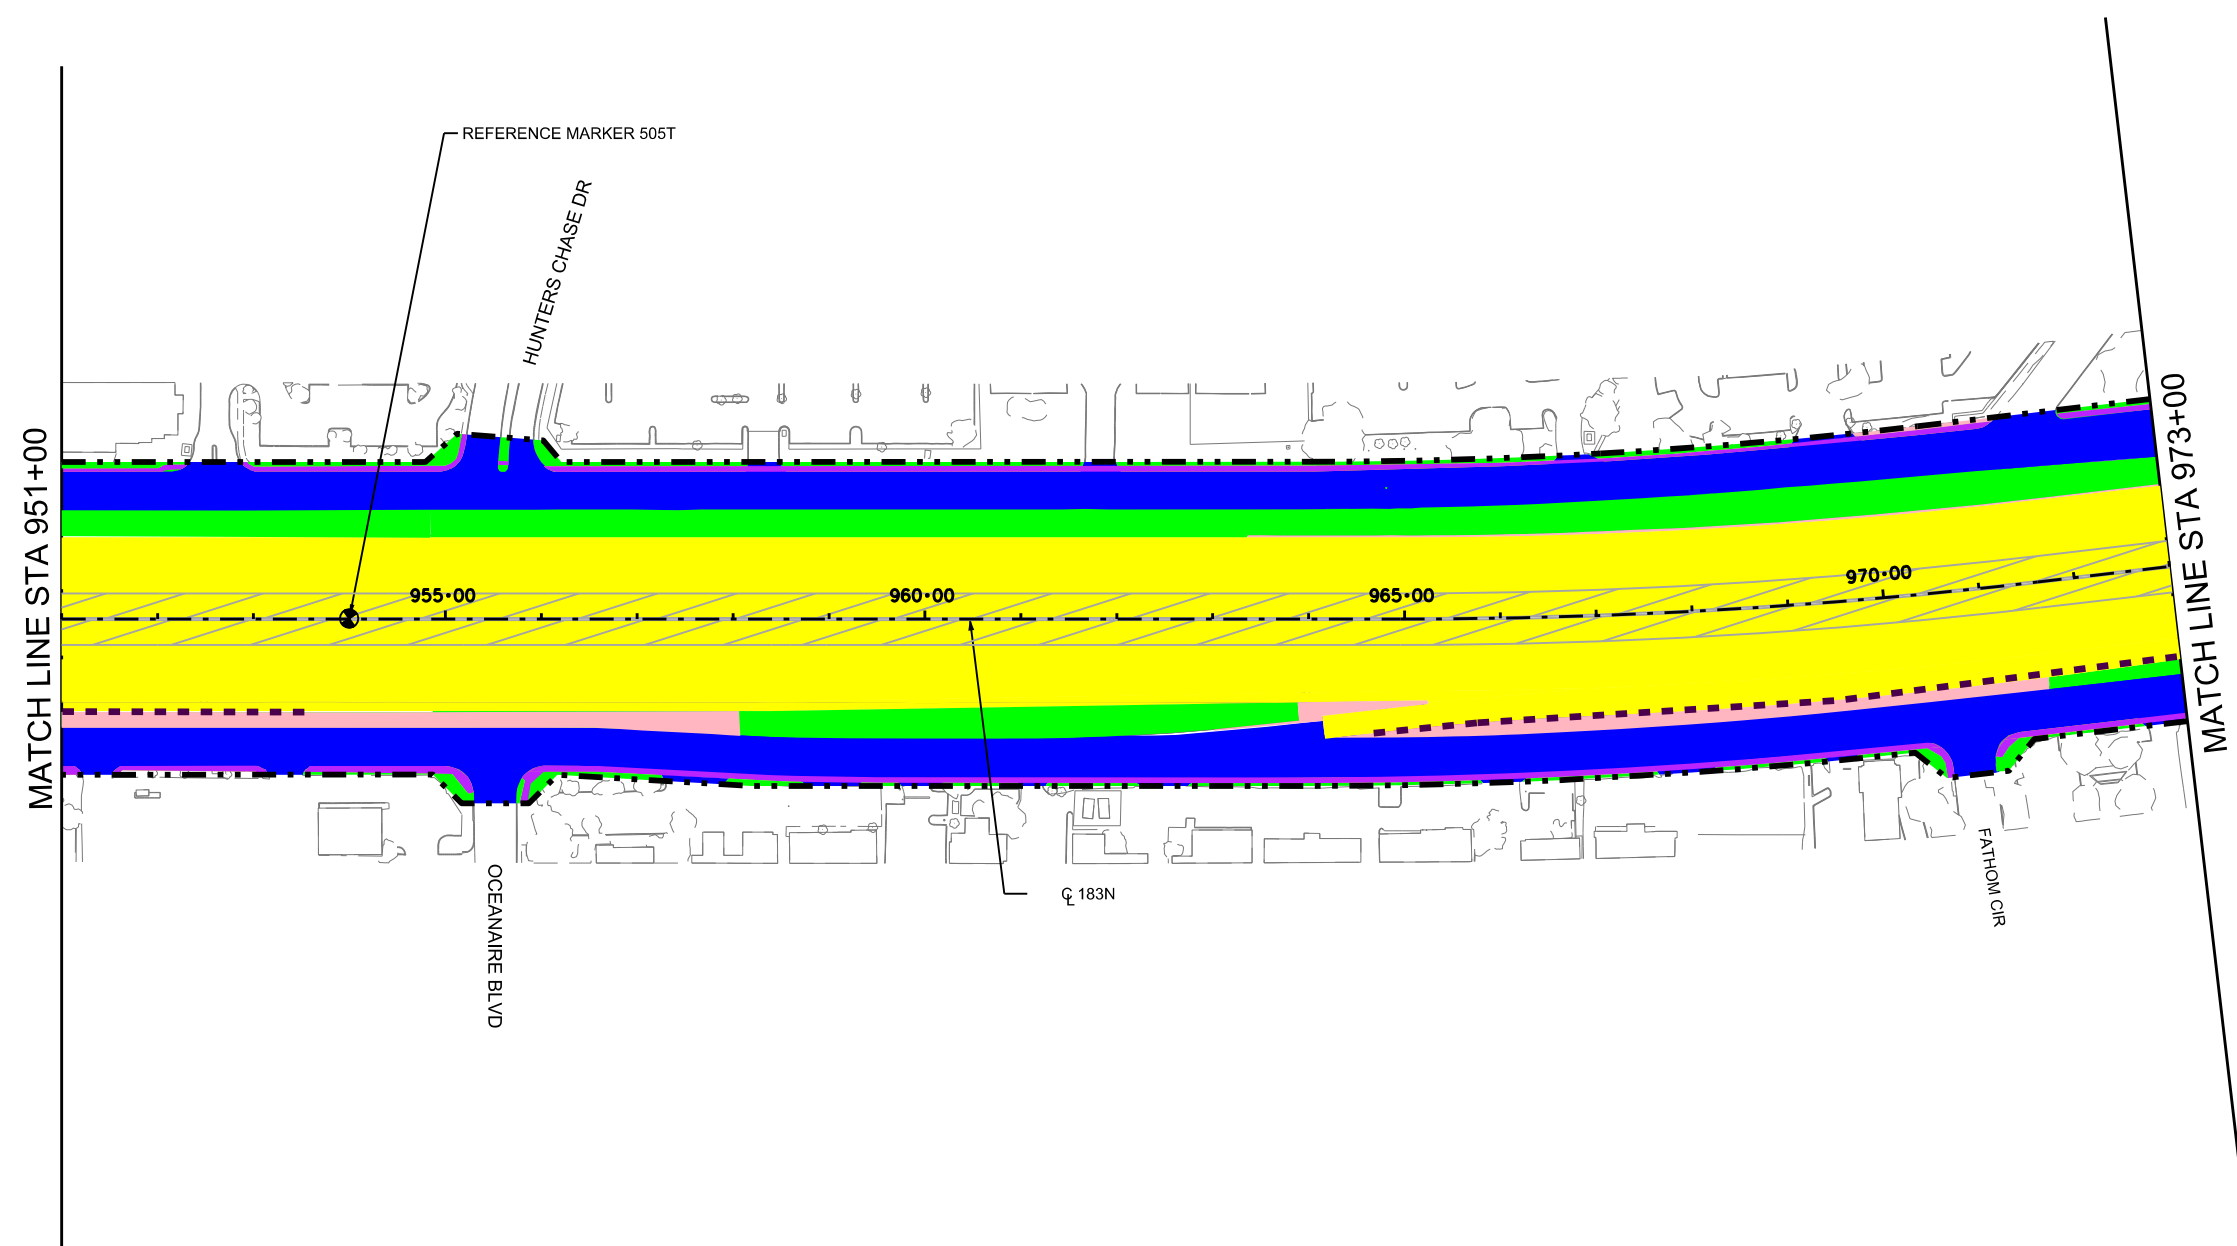 REFERENCE MARKER 505T
HUNTERS CHASE DR
MATCH LINE STA 951+00
MATCH LINE STA 973+00
955+00
960+00
965+00
970+00
℄ 183N
OCEANAIRE BLVD
FATHOM CIR